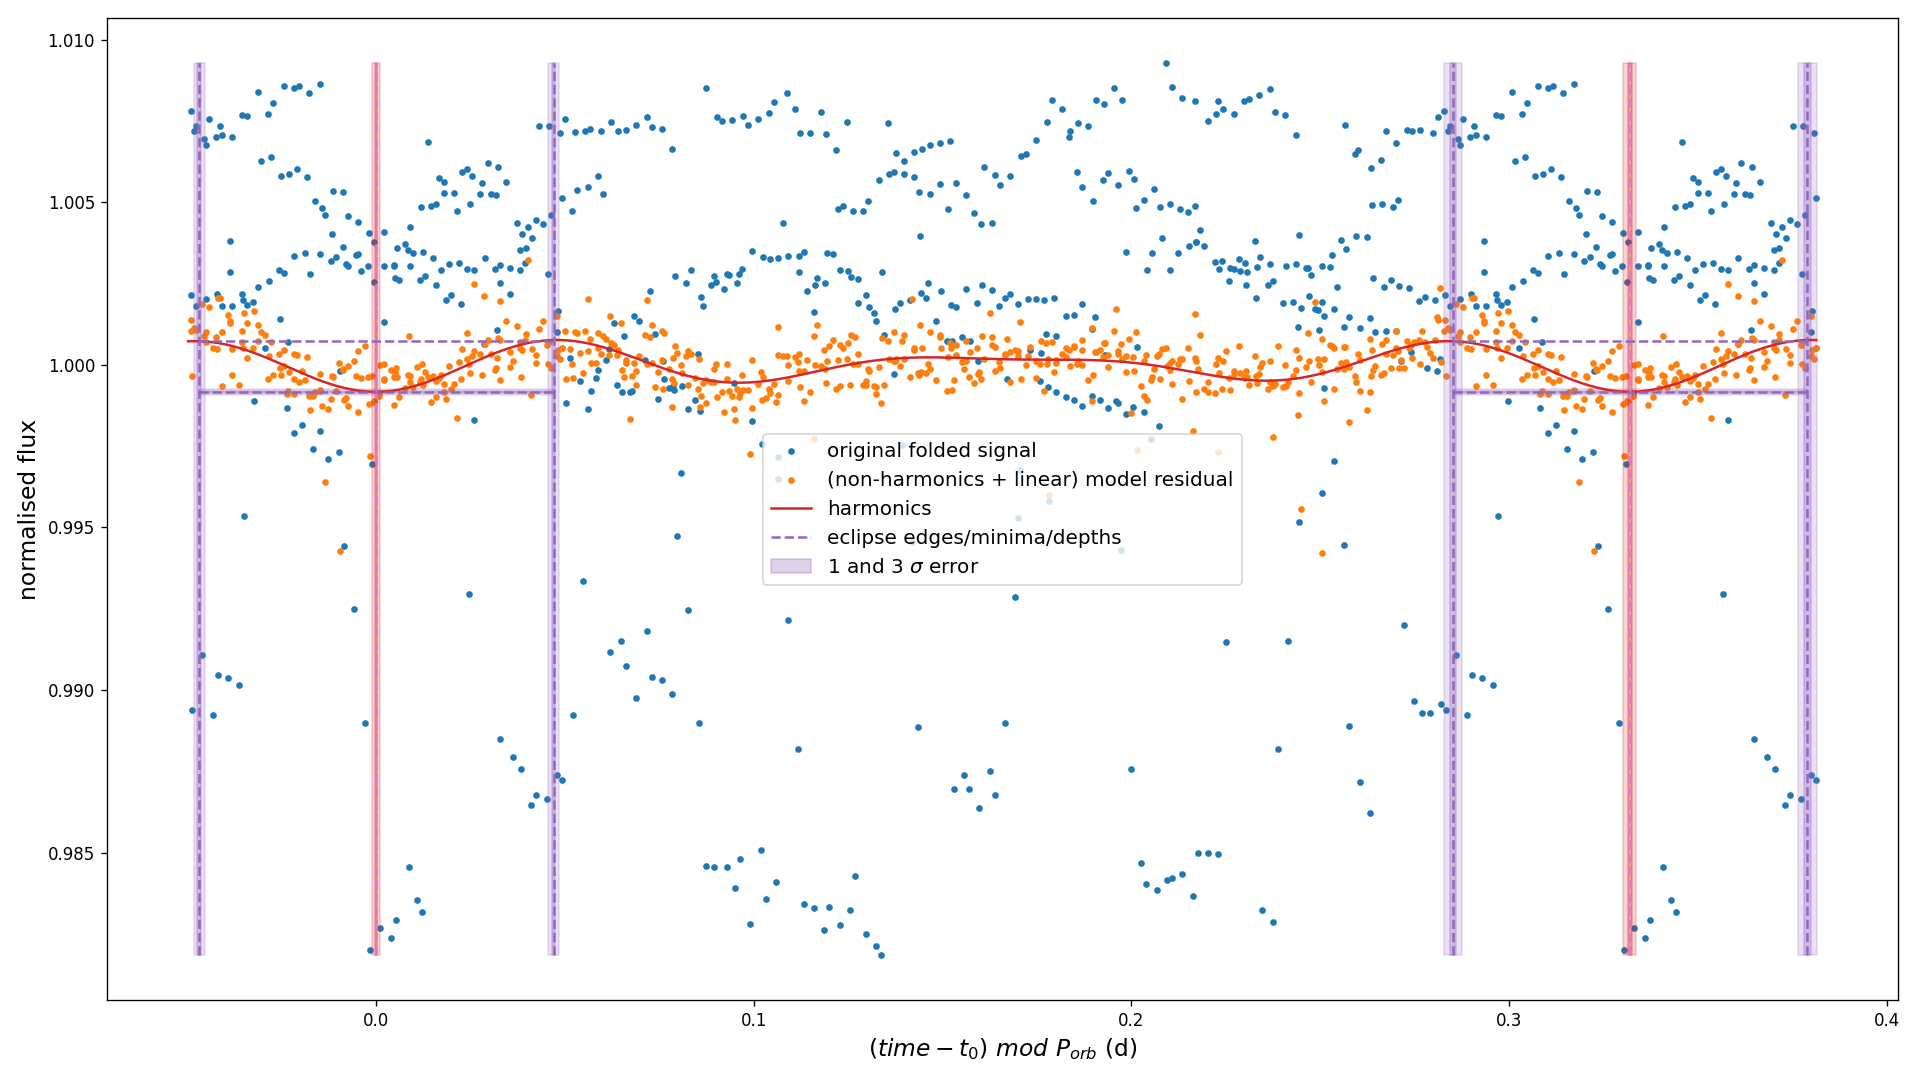 1.010
1.005
1.000
0.995
0.990
0.985
normalised flux
original folded signal
(non-harmonics + linear) model residual
harmonics
eclipse edges/minima/depths
1 and 3 σ error
0.0 0.1 0.2 0.3 0.4
(time − t₀) mod Pₒᵣb (d)